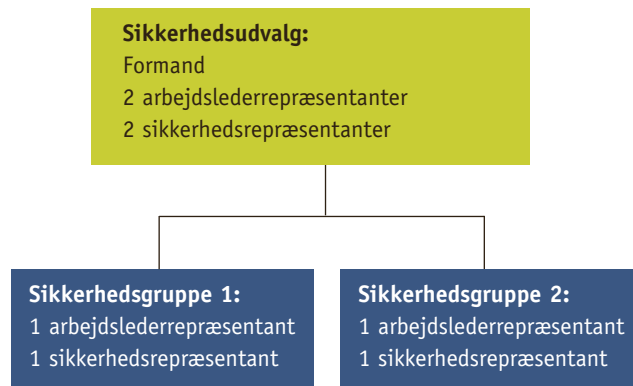 Sikkerhedsudvalg:
Formand
2 arbejdslederrepræsentanter
2 sikkerhedsrepræsentanter
Sikkerhedsgruppe 1:
1 arbejdslederrepræsentant
1 sikkerhedsrepræsentant
Sikkerhedsgruppe 2:
1 arbejdslederrepræsentant
1 sikkerhedsrepræsentant